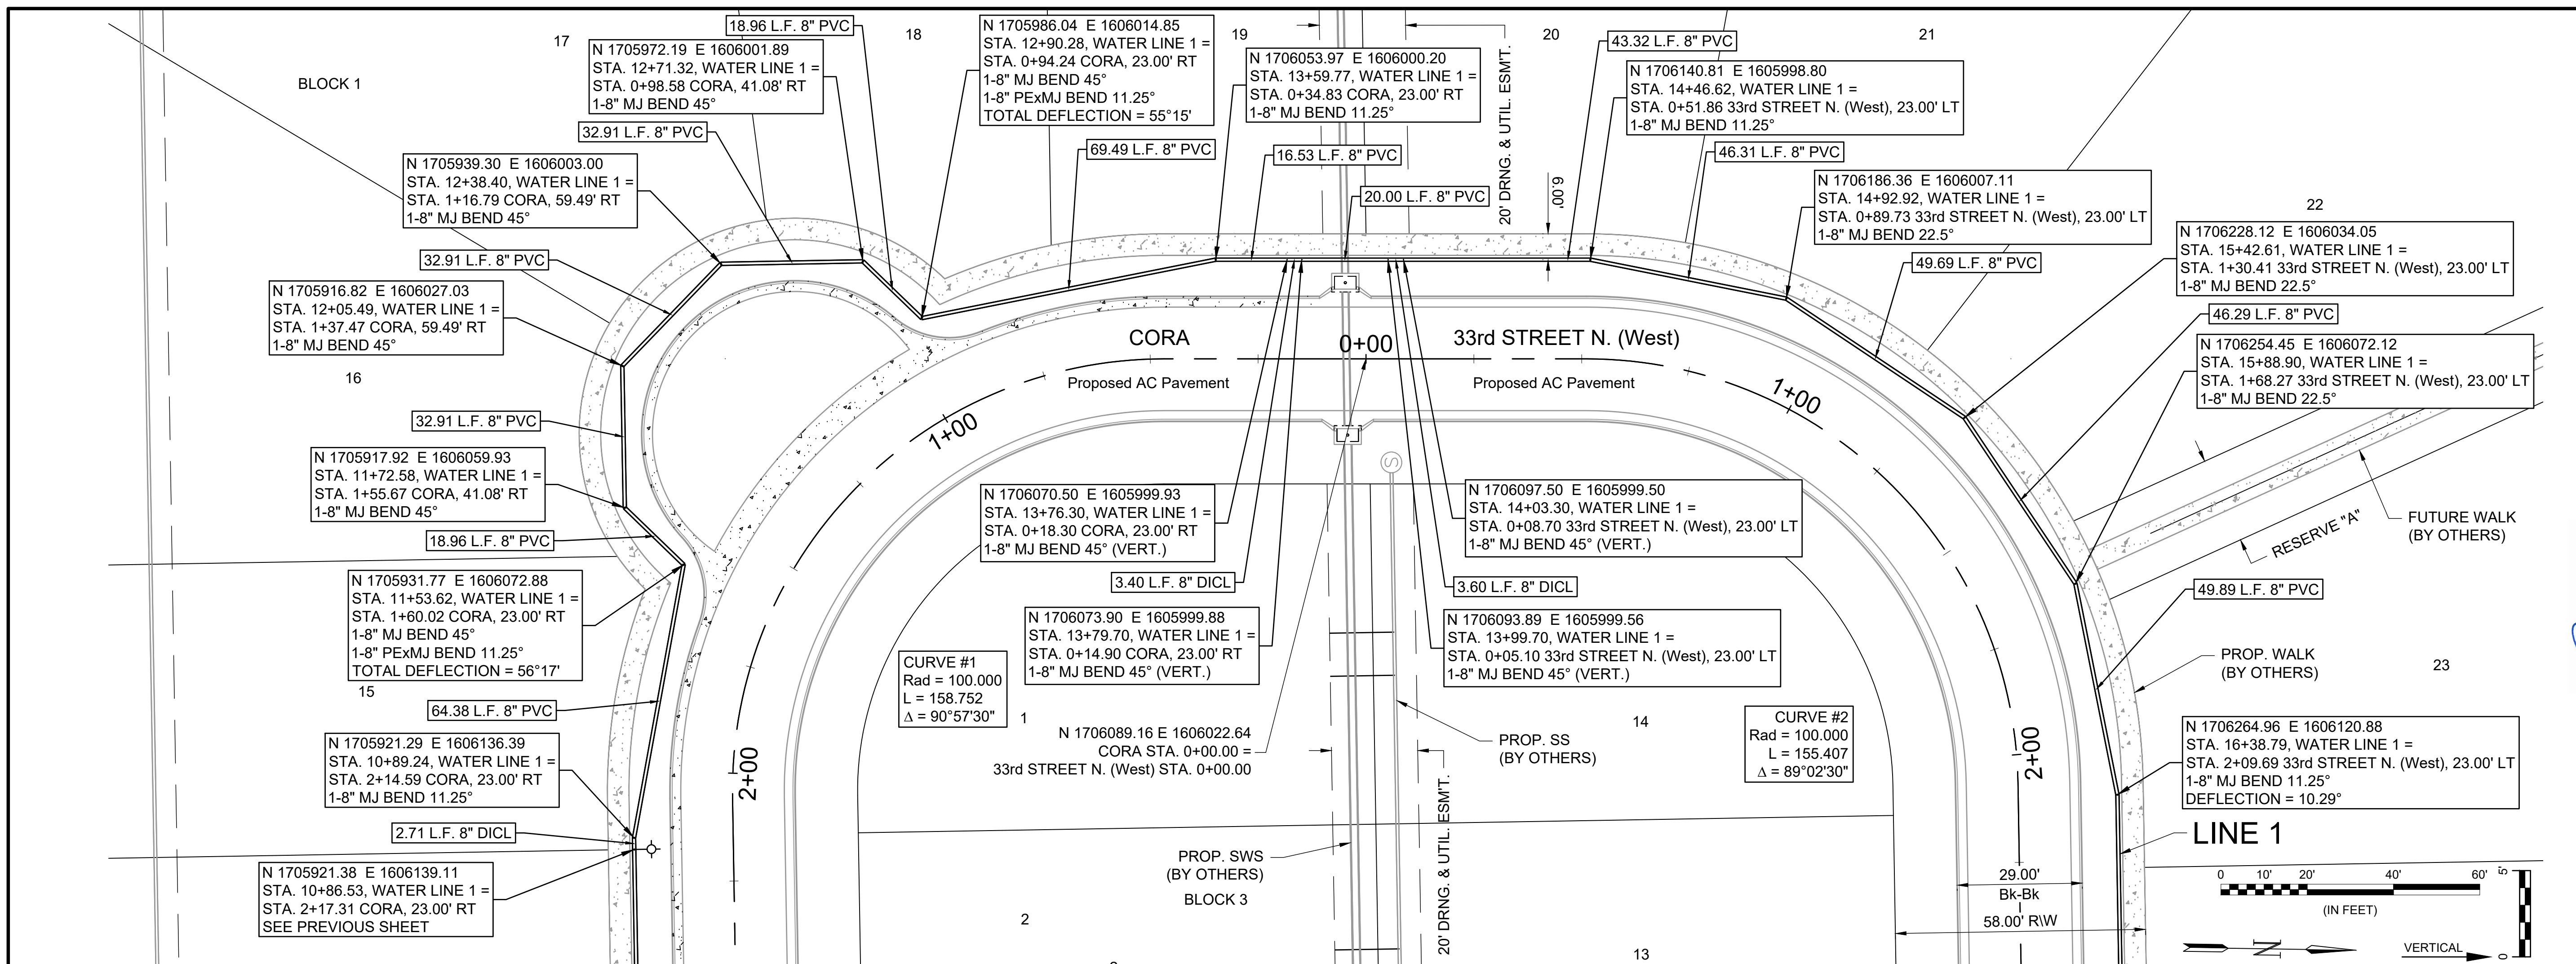 18.96 L.F. 8" PVC
17
18
19
20
21
BLOCK 1
N 1705972.19 E 1606001.89
STA. 12+71.32, WATER LINE 1 =
STA. 0+98.58 CORA, 41.08' RT
1-8" MJ BEND 45°
N 1705986.04 E 1606014.85
STA. 12+90.28, WATER LINE 1 =
STA. 0+94.24 CORA, 23.00' RT
1-8" MJ BEND 45°
1-8" PExMJ BEND 11.25°
TOTAL DEFLECTION = 55°15'
N 1706053.97 E 1606000.20
STA. 13+59.77, WATER LINE 1 =
STA. 0+34.83 CORA, 23.00' RT
1-8" MJ BEND 11.25°
20' DRNG. & UTIL. ESMT.
43.32 L.F. 8" PVC
N 1706140.81 E 1605998.80
STA. 14+46.62, WATER LINE 1 =
STA. 0+51.86 33rd STREET N. (West), 23.00' LT
1-8" MJ BEND 11.25°
32.91 L.F. 8" PVC
69.49 L.F. 8" PVC
16.53 L.F. 8" PVC
46.31 L.F. 8" PVC
N 1705939.30 E 1606003.00
STA. 12+38.40, WATER LINE 1 =
STA. 1+16.79 CORA, 59.49' RT
1-8" MJ BEND 45°
20.00 L.F. 8" PVC
6.00'
N 1706186.36 E 1606007.11
STA. 14+92.92, WATER LINE 1 =
STA. 0+89.73 33rd STREET N. (West), 23.00' LT
1-8" MJ BEND 22.5°
22
N 1706228.12 E 1606034.05
STA. 15+42.61, WATER LINE 1 =
STA. 1+30.41 33rd STREET N. (West), 23.00' LT
1-8" MJ BEND 22.5°
32.91 L.F. 8" PVC
49.69 L.F. 8" PVC
N 1705916.82 E 1606027.03
STA. 12+05.49, WATER LINE 1 =
STA. 1+37.47 CORA, 59.49' RT
1-8" MJ BEND 45°
46.29 L.F. 8" PVC
N 1706254.45 E 1606072.12
STA. 15+88.90, WATER LINE 1 =
STA. 1+68.27 33rd STREET N. (West), 23.00' LT
1-8" MJ BEND 22.5°
CORA
0+00
33rd STREET N. (West)
16
Proposed AC Pavement
Proposed AC Pavement
1+00
1+00
32.91 L.F. 8" PVC
N 1705917.92 E 1606059.93
STA. 11+72.58, WATER LINE 1 =
STA. 1+55.67 CORA, 41.08' RT
1-8" MJ BEND 45°
S
N 1706070.50 E 1605999.93
STA. 13+76.30, WATER LINE 1 =
STA. 0+18.30 CORA, 23.00' RT
1-8" MJ BEND 45° (VERT.)
N 1706097.50 E 1605999.50
STA. 14+03.30, WATER LINE 1 =
STA. 0+08.70 33rd STREET N. (West), 23.00' LT
1-8" MJ BEND 45° (VERT.)
FUTURE WALK
(BY OTHERS)
RESERVE "A"
18.96 L.F. 8" PVC
3.40 L.F. 8" DICL
3.60 L.F. 8" DICL
49.89 L.F. 8" PVC
N 1705931.77 E 1606072.88
STA. 11+53.62, WATER LINE 1 =
STA. 1+60.02 CORA, 23.00' RT
1-8" MJ BEND 45°
1-8" PExMJ BEND 11.25°
TOTAL DEFLECTION = 56°17'
N 1706073.90 E 1605999.88
STA. 13+79.70, WATER LINE 1 =
STA. 0+14.90 CORA, 23.00' RT
1-8" MJ BEND 45° (VERT.)
N 1706093.89 E 1605999.56
STA. 13+99.70, WATER LINE 1 =
STA. 0+05.10 33rd STREET N. (West), 23.00' LT
1-8" MJ BEND 45° (VERT.)
CURVE #1
Rad = 100.000
L = 158.752
Δ = 90°57'30"
PROP. WALK
(BY OTHERS)
23
15
64.38 L.F. 8" PVC
1
14
N 1706089.16 E 1606022.64
CORA STA. 0+00.00 =
33rd STREET N. (West) STA. 0+00.00
PROP. SS
(BY OTHERS)
CURVE #2
Rad = 100.000
L = 155.407
Δ = 89°02'30"
N 1706264.96 E 1606120.88
STA. 16+38.79, WATER LINE 1 =
STA. 2+09.69 33rd STREET N. (West), 23.00' LT
1-8" MJ BEND 11.25°
DEFLECTION = 10.29°
N 1705921.29 E 1606136.39
STA. 10+89.24, WATER LINE 1 =
STA. 2+14.59 CORA, 23.00' RT
1-8" MJ BEND 11.25°
2+00
2+00
2.71 L.F. 8" DICL
LINE 1
20' DRNG. & UTIL. ESM'T.
N 1705921.38 E 1606139.11
STA. 10+86.53, WATER LINE 1 =
STA. 2+17.31 CORA, 23.00' RT
SEE PREVIOUS SHEET
PROP. SWS
(BY OTHERS)
BLOCK 3
29.00'
Bk-Bk
58.00' R\W
0 10' 20' 40' 60'
(IN FEET)
5'
0
N
VERTICAL
2
13